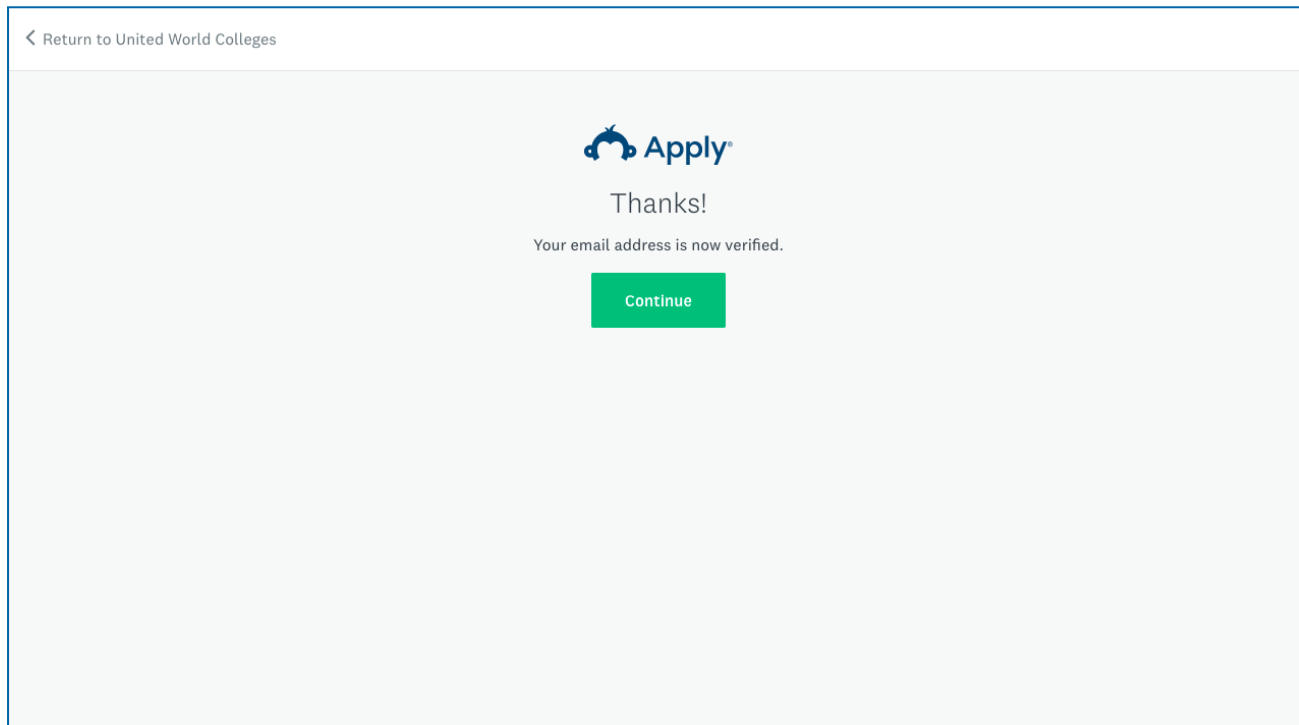 Return to United World Colleges
Apply®
Thanks!
Your email address is now verified.
Continue